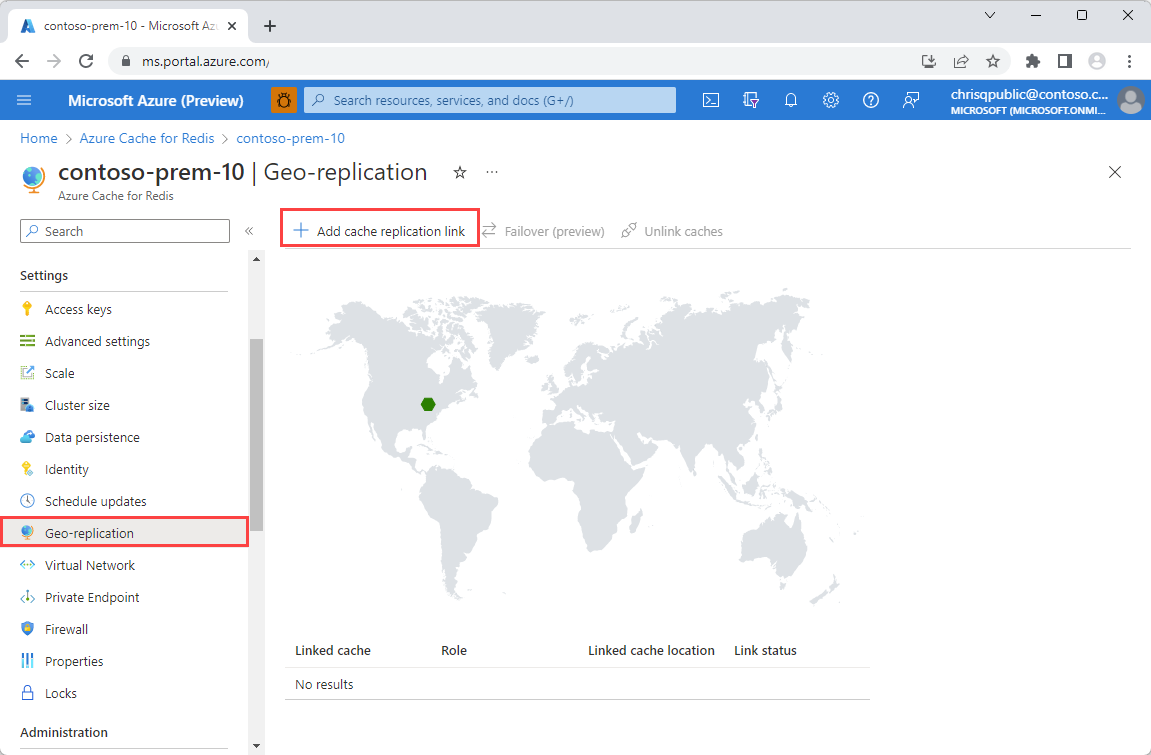 contoso-prem-10 - Microsoft Azu
ms.portal.azure.com/
Microsoft Azure (Preview)
Search resources, services, and docs (G+/)
chrisqpublic@contoso.c...
MICROSOFT (MICROSOFT.ONMI...
Home > Azure Cache for Redis > contoso-prem-10
contoso-prem-10 | Geo-replication
Azure Cache for Redis
Search
Add cache replication link
Failover (preview)
Unlink caches
Settings
Access keys
Advanced settings
Scale
Cluster size
Data persistence
Identity
Schedule updates
Geo-replication
Virtual Network
Private Endpoint
Firewall
Properties
Locks
Administration
Linked cache Role Linked cache location Link status
No results